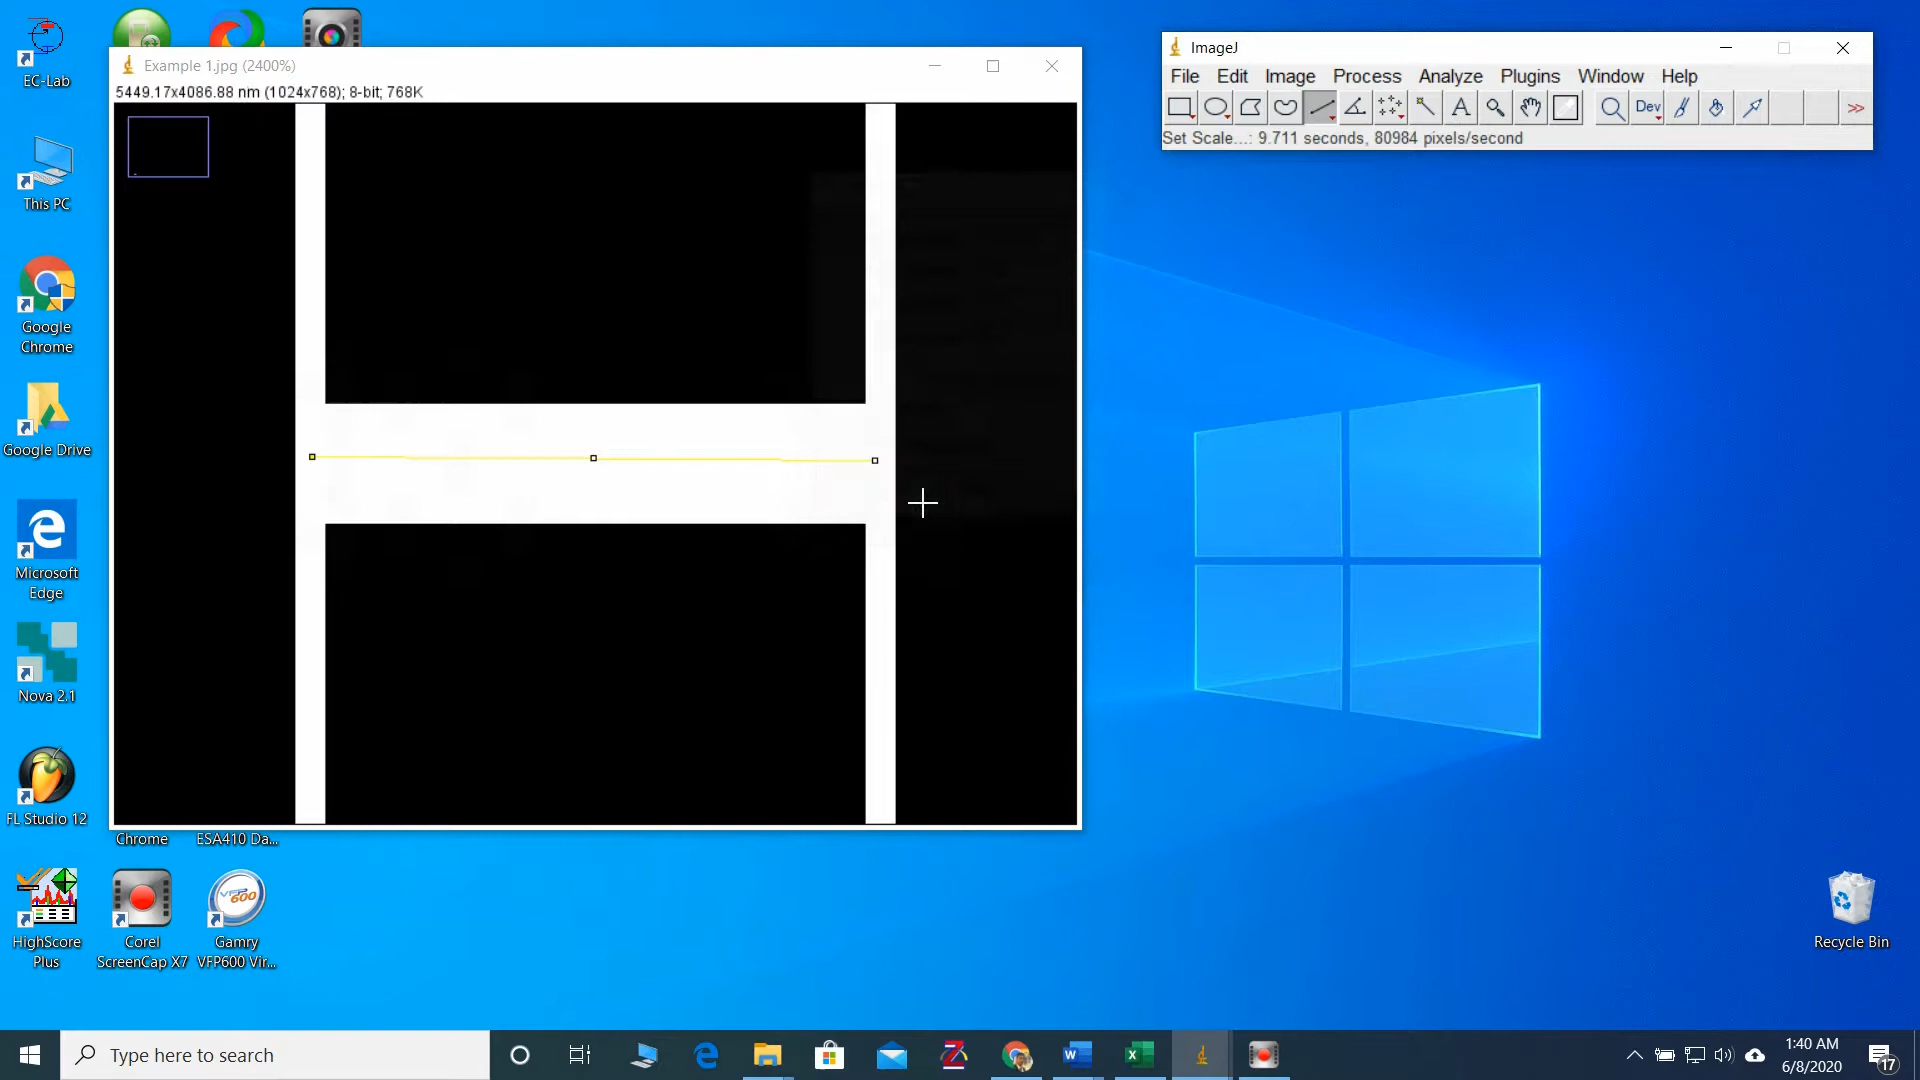 EC-Lab
This PC
Google
Chrome
Google Drive
Microsoft
Edge
Nova 2.1
FL Studio 12
HighScore
Plus
Example 1.jpg (2400%)
5449.17x4086.88 nm (1024x768); 8-bit; 768K
Chrome
ESA410 Da...
Corel
ScreenCap X7
VFP600
Gamry
VFP600 Vir...
ImageJ
File Edit Image Process Analyze Plugins Window Help
A Dev >>
Set Scale...: 9.711 seconds, 80984 pixels/second
Recycle Bin
Type here to search
1:40 AM
6/8/2020
17